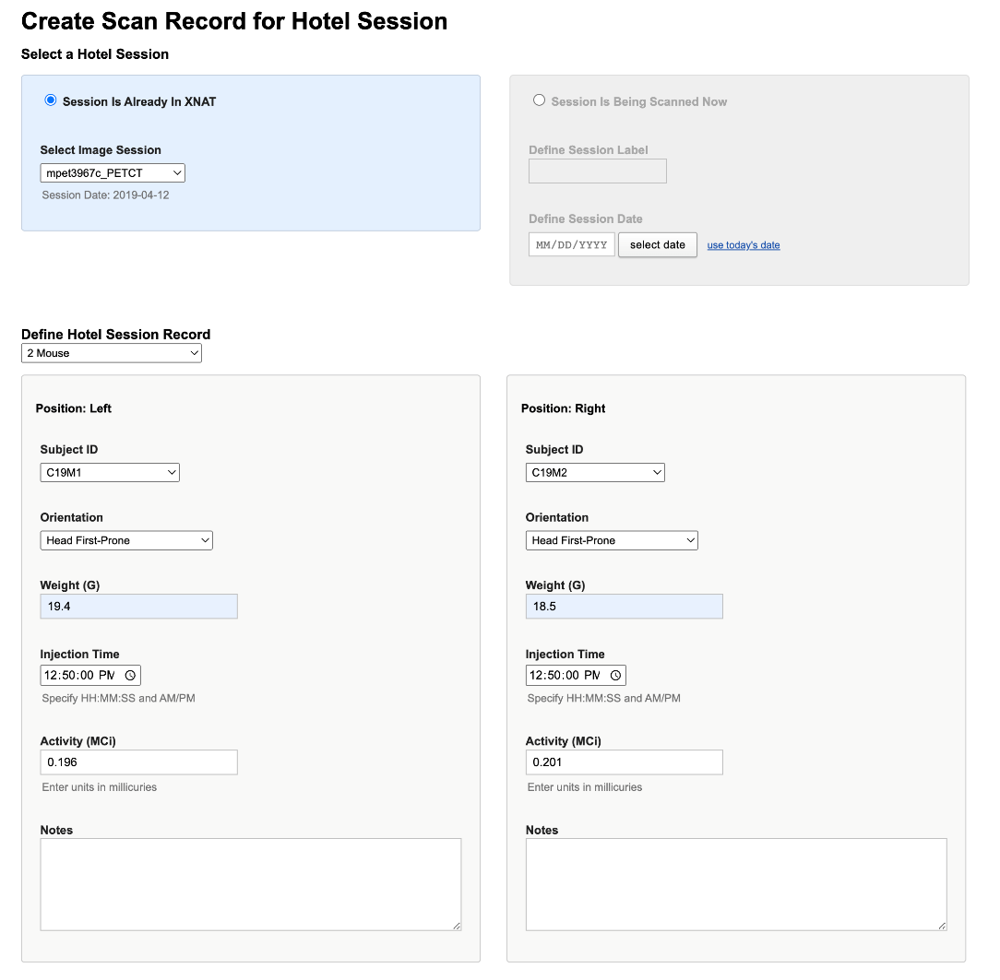 Create Scan Record for Hotel Session
Select a Hotel Session
Session Is Already In XNAT
Select Image Session
mpet3967c_PETCT
Session Date: 2019-04-12
Session Is Being Scanned Now
Define Session Label
Define Session Date
MM/DD/YYYY select date use today's date
Define Hotel Session Record
2 Mouse
Position: Left
Subject ID
C19M1
Orientation
Head First-Prone
Weight (G)
19.4
Injection Time
12:50:00 PM
Specify HH:MM:SS and AM/PM
Activity (MCi)
0.196
Enter units in millicuries
Notes
Position: Right
Subject ID
C19M2
Orientation
Head First-Prone
Weight (G)
18.5
Injection Time
12:50:00 PM
Specify HH:MM:SS and AM/PM
Activity (MCi)
0.201
Enter units in millicuries
Notes